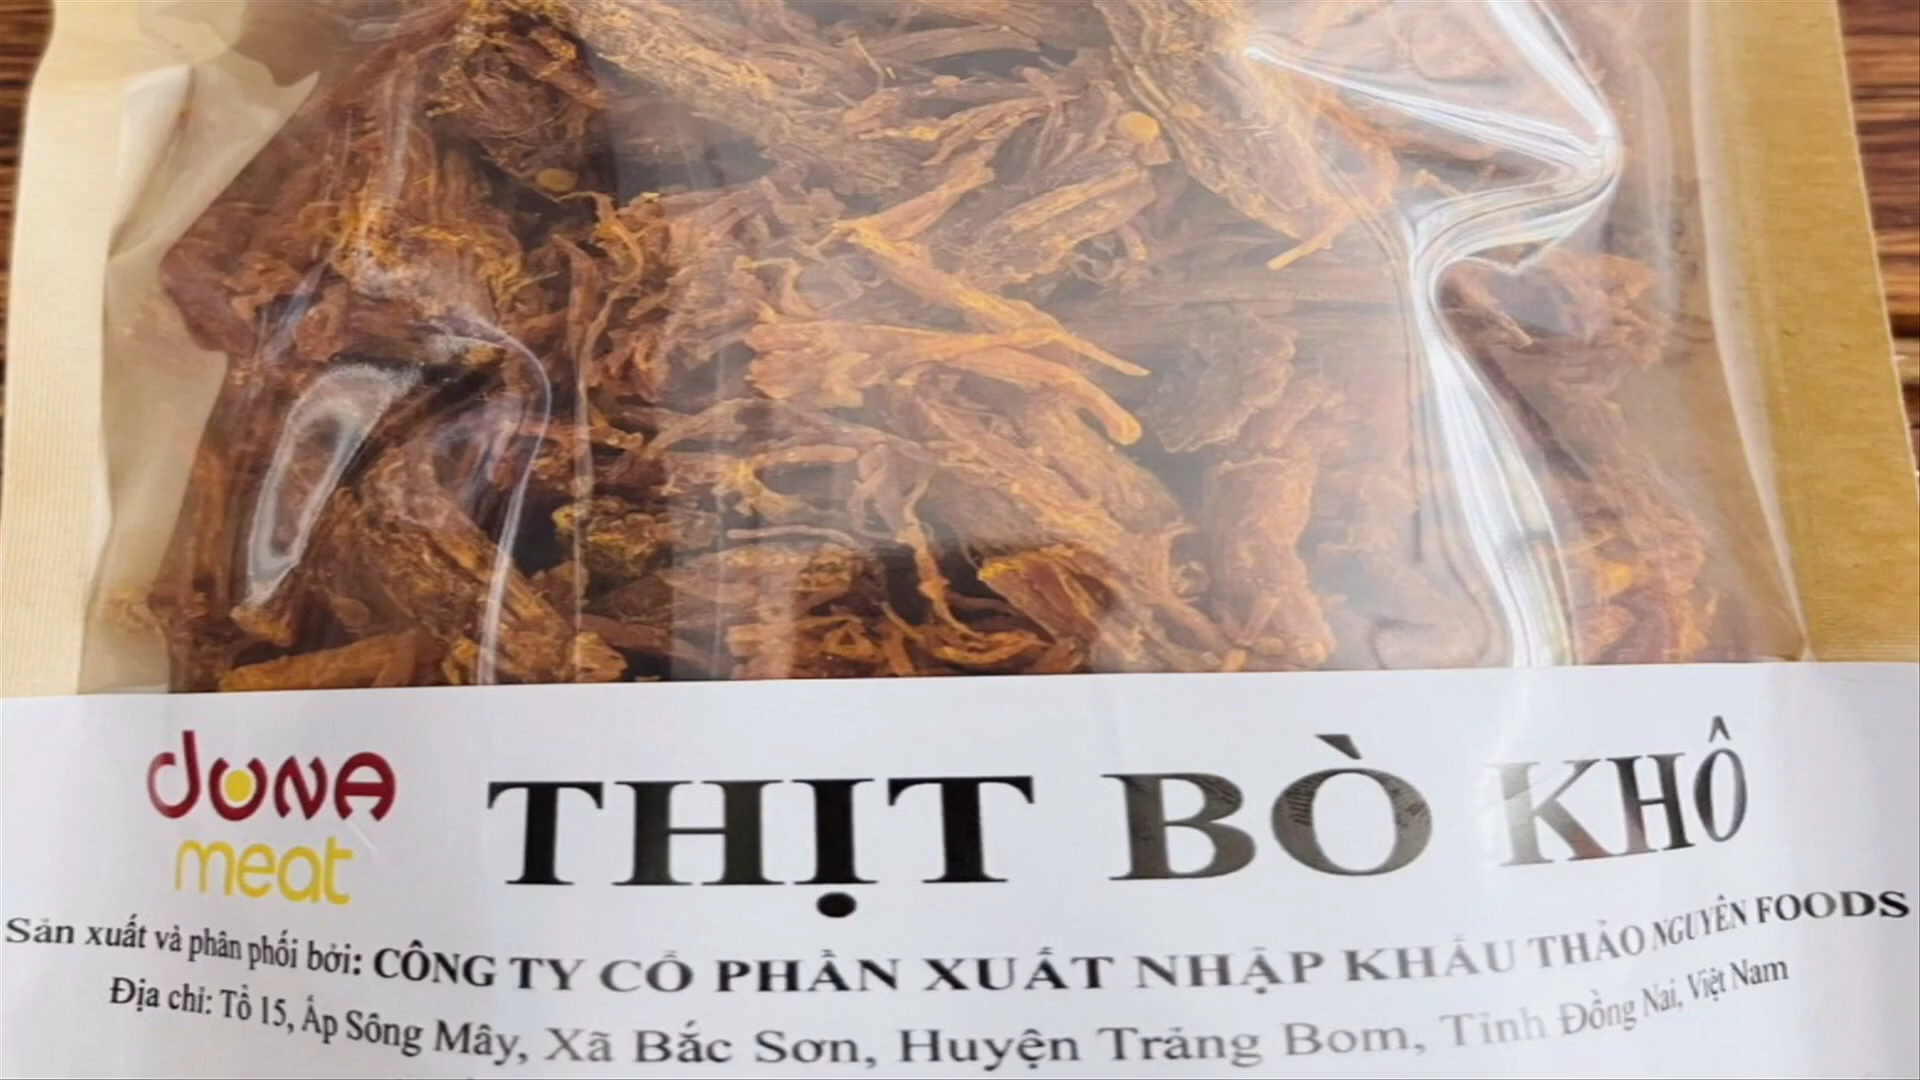 DONA
meat
THỊT BÒ KHÔ
Sản xuất và phân phối bởi: CÔNG TY CỔ PHẦN XUẤT NHẬP KHẨU THẢO NGUYÊN FOODS
Địa chỉ: Tổ 15, Ấp Sông Mây, Xã Bắc Sơn, Huyện Trảng Bom, Tỉnh Đồng Nai, Việt Nam